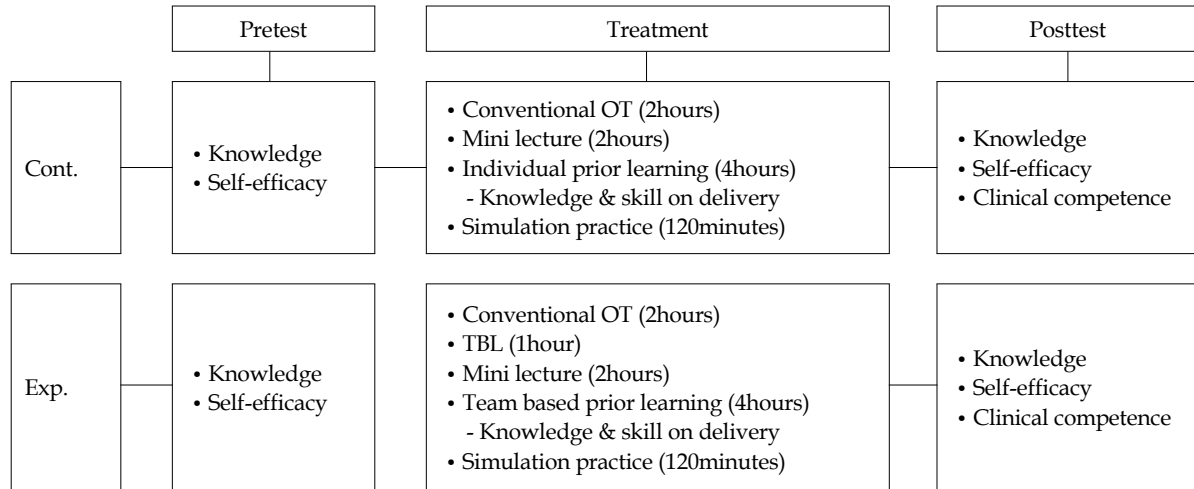 Pretest
Treatment
Posttest
Cont.
• Knowledge
• Self-efficacy
• Conventional OT (2hours)
• Mini lecture (2hours)
• Individual prior learning (4hours)
- Knowledge & skill on delivery
• Simulation practice (120minutes)
• Knowledge
• Self-efficacy
• Clinical competence
Exp.
• Knowledge
• Self-efficacy
• Conventional OT (2hours)
• TBL (1hour)
• Mini lecture (2hours)
• Team based prior learning (4hours)
- Knowledge & skill on delivery
• Simulation practice (120minutes)
• Knowledge
• Self-efficacy
• Clinical competence